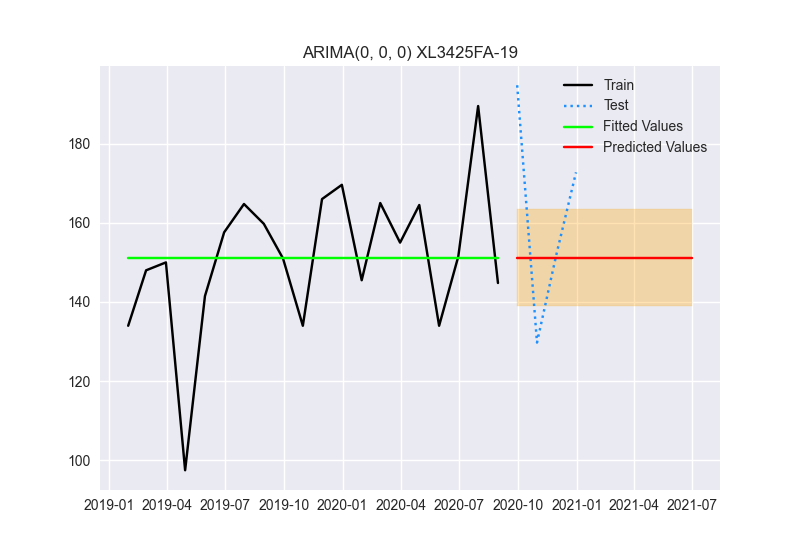 ARIMA(0, 0, 0) XL3425FA-19
Train
Test
Fitted Values
Predicted Values
180
160
140
120
100
2019-01 2019-04 2019-07 2019-10 2020-01 2020-04 2020-07 2020-10 2021-01 2021-04 2021-07